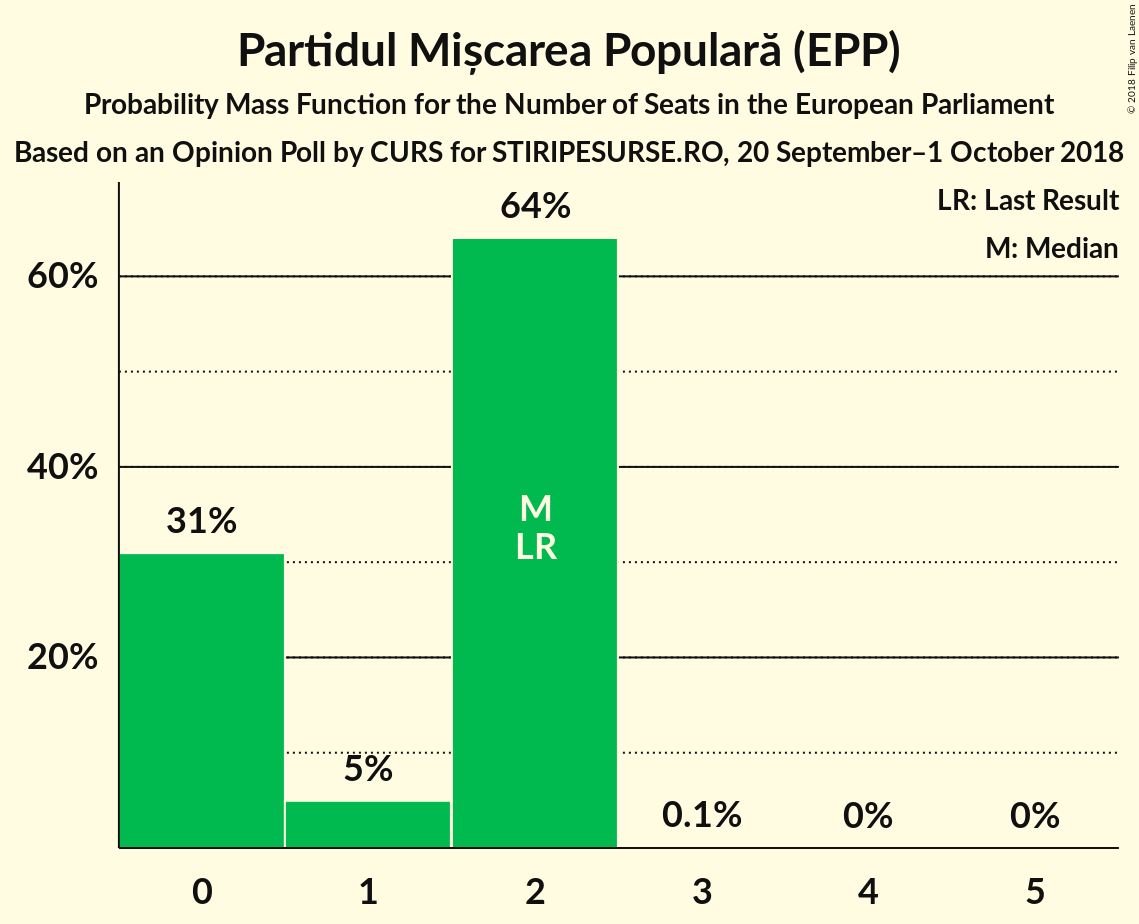 Partidul Mișcarea Populară (EPP)
Probability Mass Function for the Number of Seats in the European Parliament
Based on an Opinion Poll by CURS for STIRIPESURSE.RO, 20 September–1 October 2018
© 2018 Filip van Laenen
LR: Last Result
M: Median
64%
60%
40%
M
31%
LR
20%
5%
0.1%
0%
0%
0
1
2
3
4
5